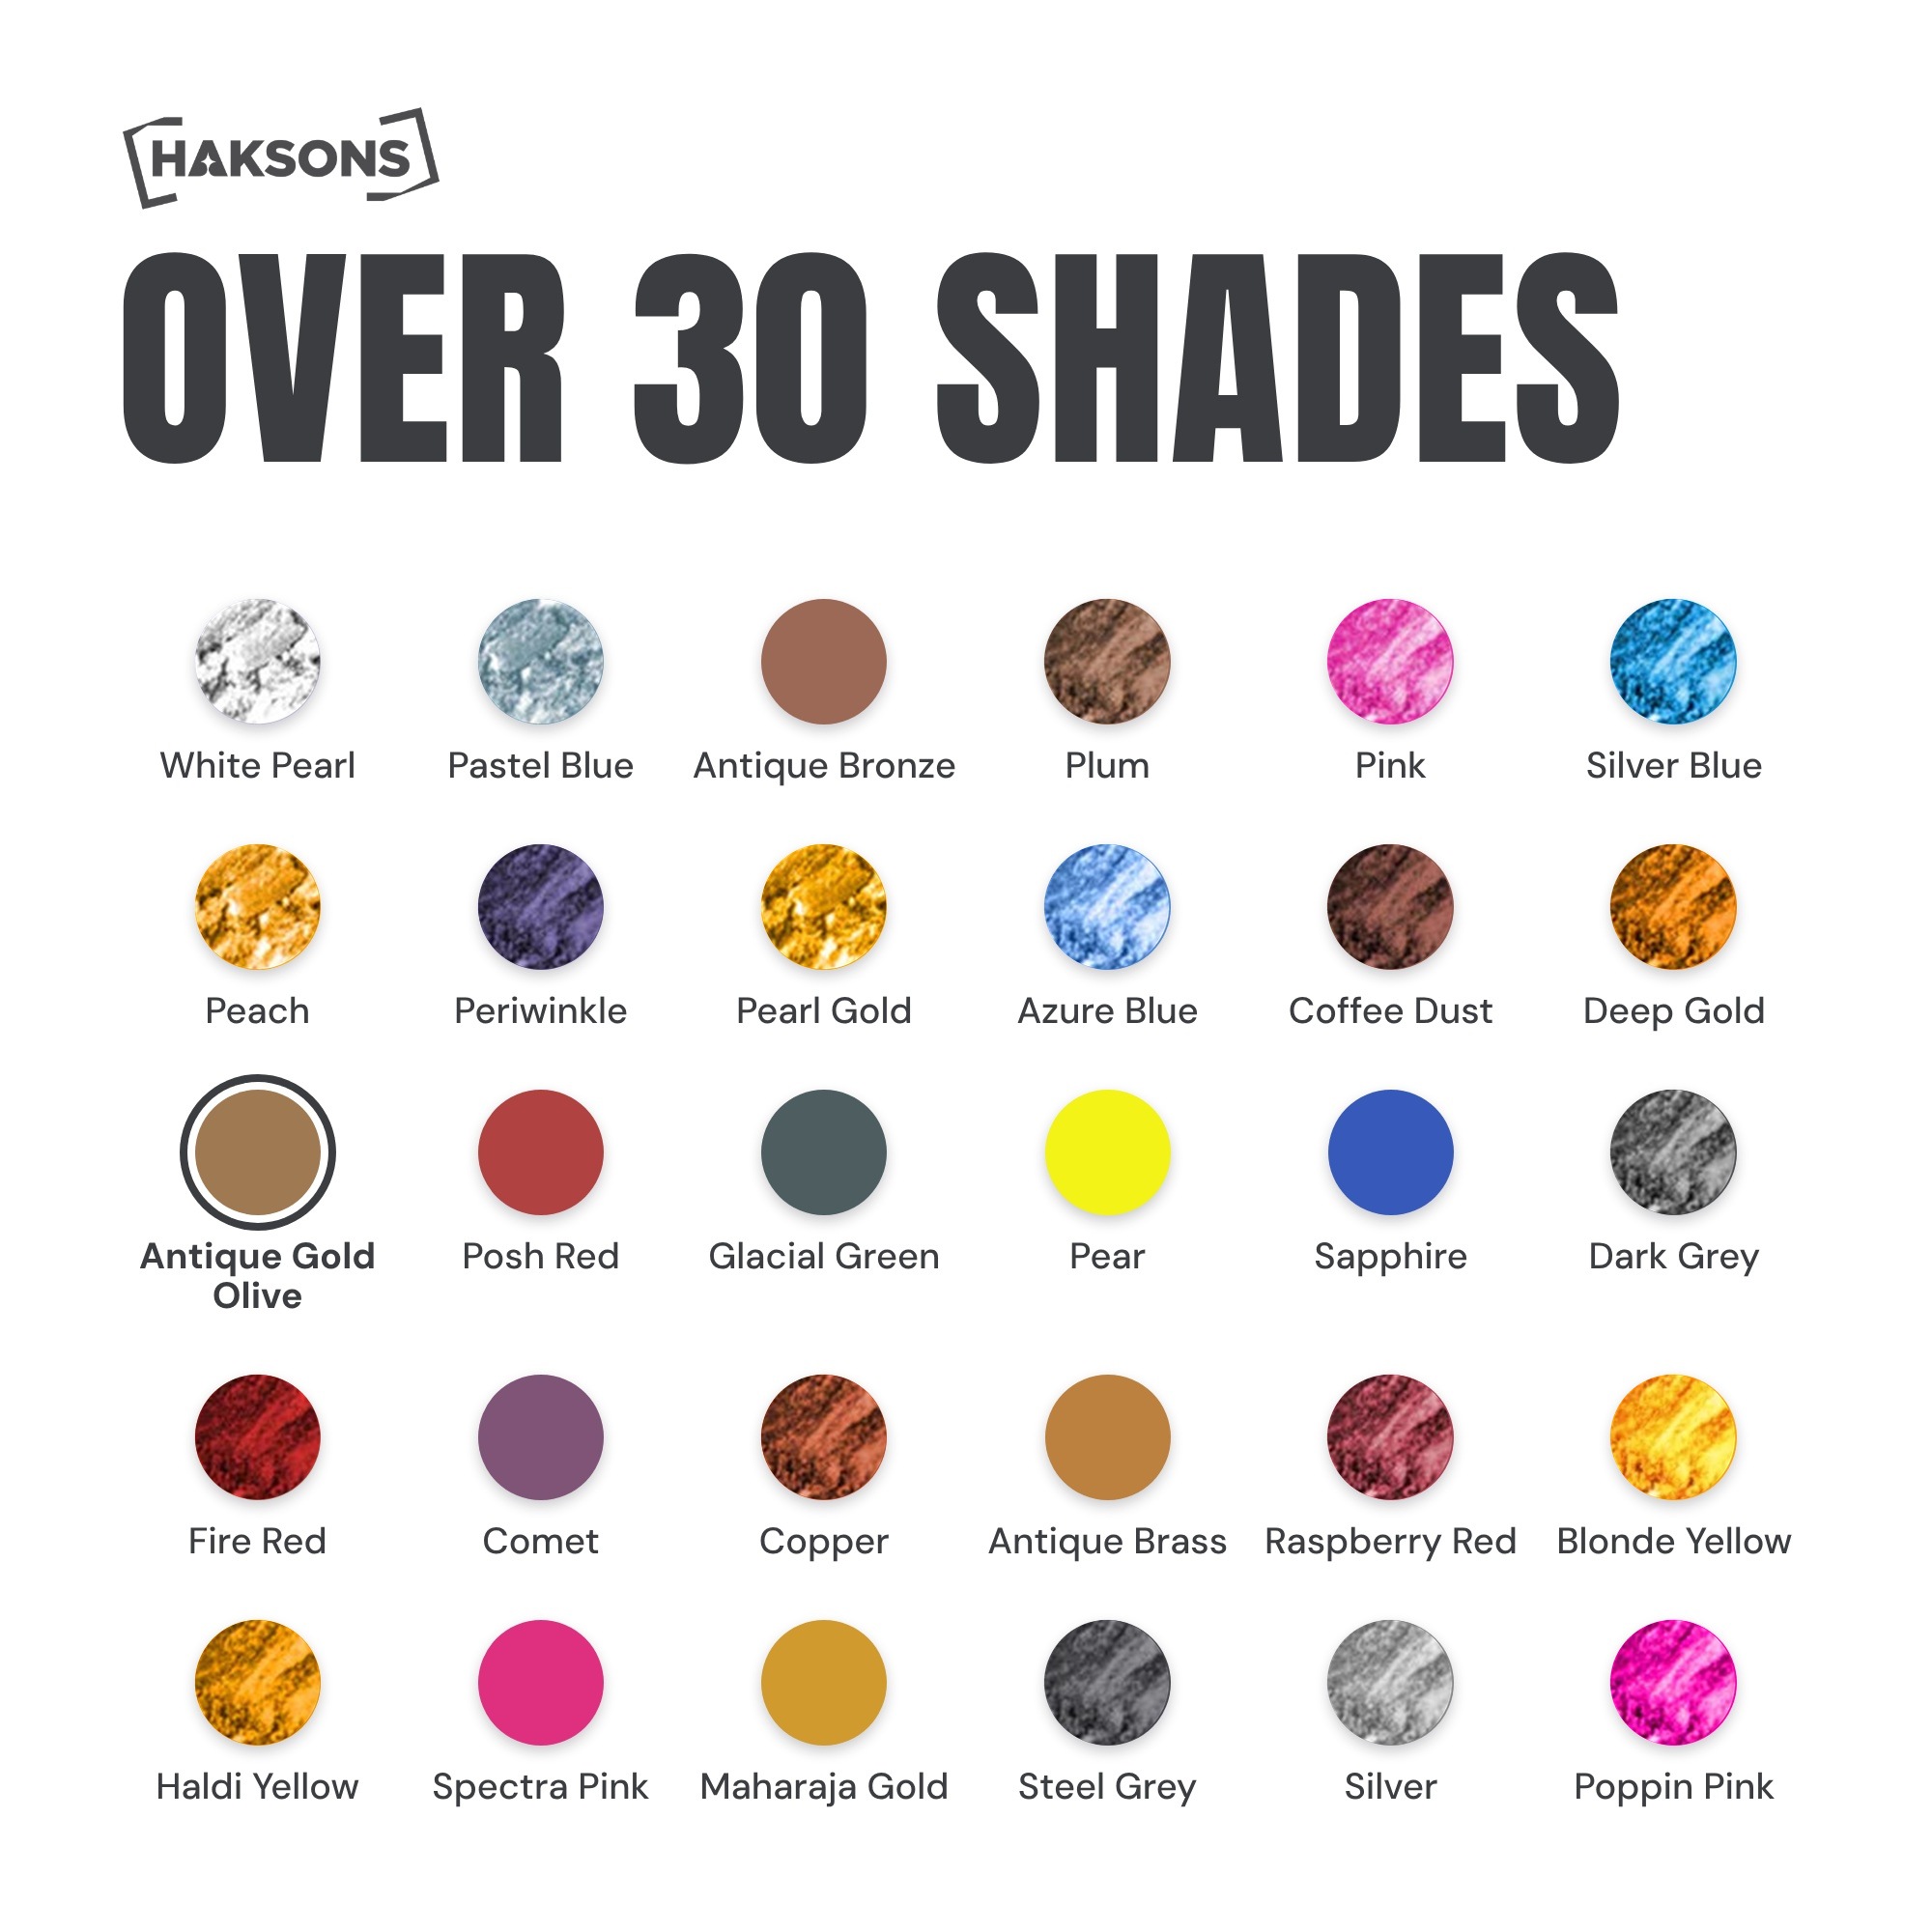 HAKSONS
OVER 30 SHADES
White Pearl
Pastel Blue
Antique Bronze
Plum
Pink
Silver Blue
Peach
Periwinkle
Pearl Gold
Azure Blue
Coffee Dust
Deep Gold
Antique Gold
Olive
Posh Red
Glacial Green
Pear
Sapphire
Dark Grey
Fire Red
Comet
Copper
Antique Brass
Raspberry Red
Blonde Yellow
Haldi Yellow
Spectra Pink
Maharaja Gold
Steel Grey
Silver
Poppin Pink